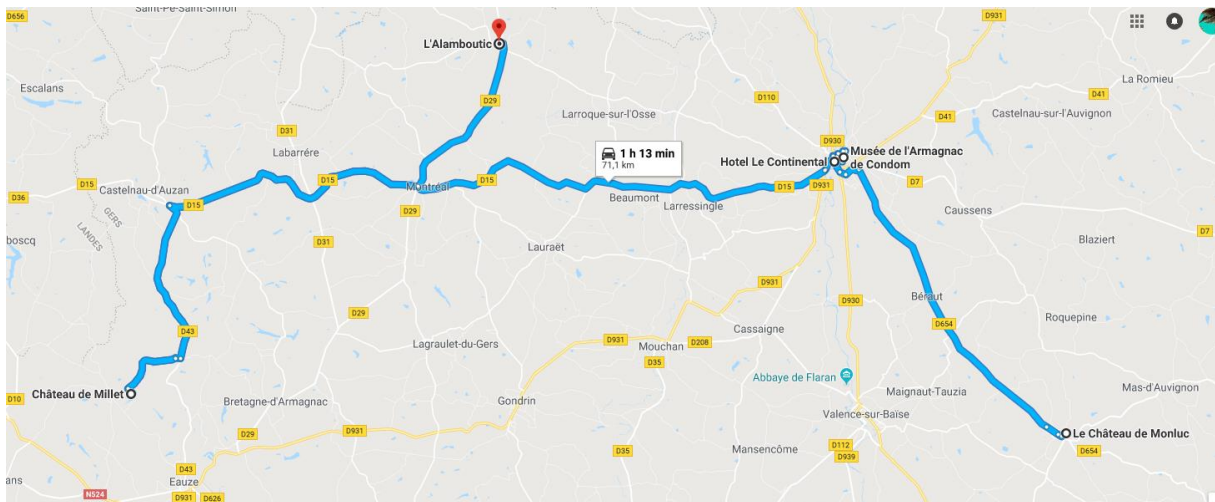 Saint-Pé-Saint-Simon
D656
D931
L'Alamboutic
La Romieu
Escalans
D29
D110
D41
Castelnau-sur-l'Auvignon
Larroque-sur-l'Osse
D41
D31
D930
1 h 13 min
71,1 km
Musée de l'Armagnac
de Condom
Hotel Le Continental
Labarrére
D15
D15
D15
D15
D931
D7
Castelnau-d'Auzan
Montréal
D36
D15
Beaumont
Larressingle
Caussens
GERS
LANDES
D29
boscq
D31
Lauraët
Blaziert
D7
D931
Béraut
D930
D29
Roquepine
D43
D654
Cassaigne
D931
D208
Lagraulet-du-Gers
Mouchan
D35
Abbaye de Flaran
Maignaut-Tauzia
Mas-d'Auvignon
Château de Millet
D10
Bretagne-d'Armagnac
Gondrin
Valence-sur-Baïse
D931
D29
Le Château de Monluc
D112
D35
Mansencôme
D654
D939
D43
Eauze
ans
N524
D931
D626